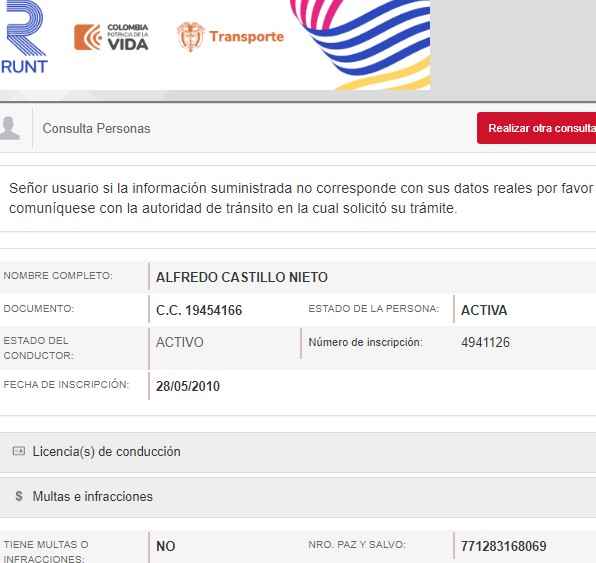 RUNT
COLOMBIA
POTENCIA DE LA
VIDA
Transporte
Consulta Personas
Realizar otra consulta
Señor usuario si la información suministrada no corresponde con sus datos reales por favor
comuníquese con la autoridad de tránsito en la cual solicitó su trámite.
NOMBRE COMPLETO: ALFREDO CASTILLO NIETO
DOCUMENTO: C.C. 19454166 ESTADO DE LA PERSONA: ACTIVA
ESTADO DEL
CONDUCTOR: ACTIVO Número de inscripción: 4941126
FECHA DE INSCRIPCIÓN: 28/05/2010
Licencia(s) de conducción
$ Multas e infracciones
TIENE MULTAS O
INFRACCIONES: NO NRO. PAZ Y SALVO: 771283168069